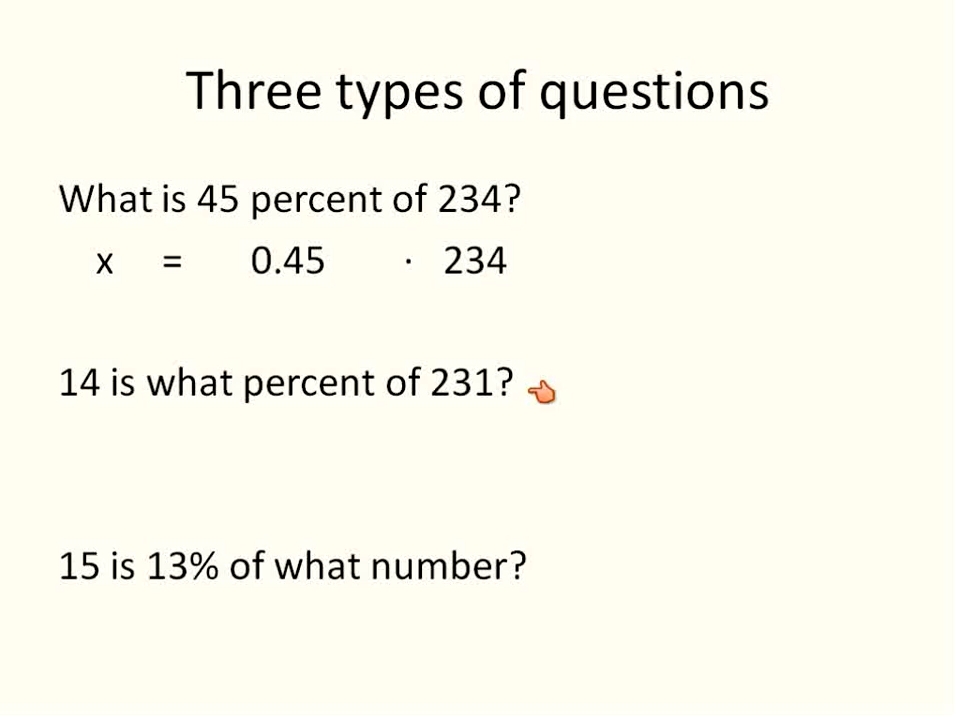 Three types of questions
What is 45 percent of 234?
x = 0.45 · 234
14 is what percent of 231?
15 is 13% of what number?